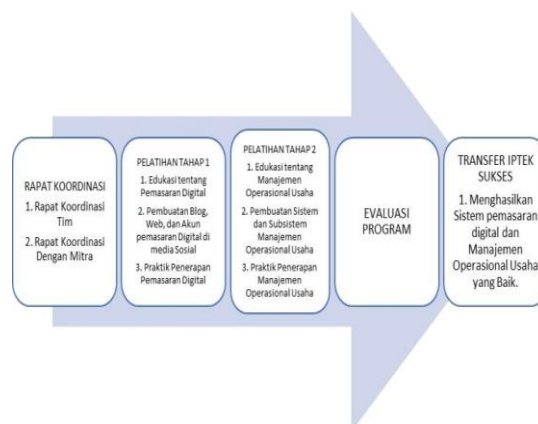 RAPAT KOORDINASI
1. Rapat Koordinasi
Tim
2. Rapat Koordinasi
Dengan Mitra
PELATIHAN TAHAP 1
1. Edukasi tentang
Pemasaran Digital
2. Pembuatan Blog,
Web, dan Akun
pemasaran Digital di
media Sosial
3. Praktik Penerapan
Pemasaran Digital
PELATIHAN TAHAP 2
1. Edukasi tentang
Manajemen
Operasional Usaha
2. Pembuatan Sistem
dan Subsistem
Manajemen
Operasional Usaha
3. Praktik Penerapan
Manajemen
Operasional Usaha
EVALUASI
PROGRAM
TRANSFER IPTEK
SUKSES
1. Menghasilkan
Sistem pemasaran
digital dan
Manajemen
Operasional Usaha
yang Baik.